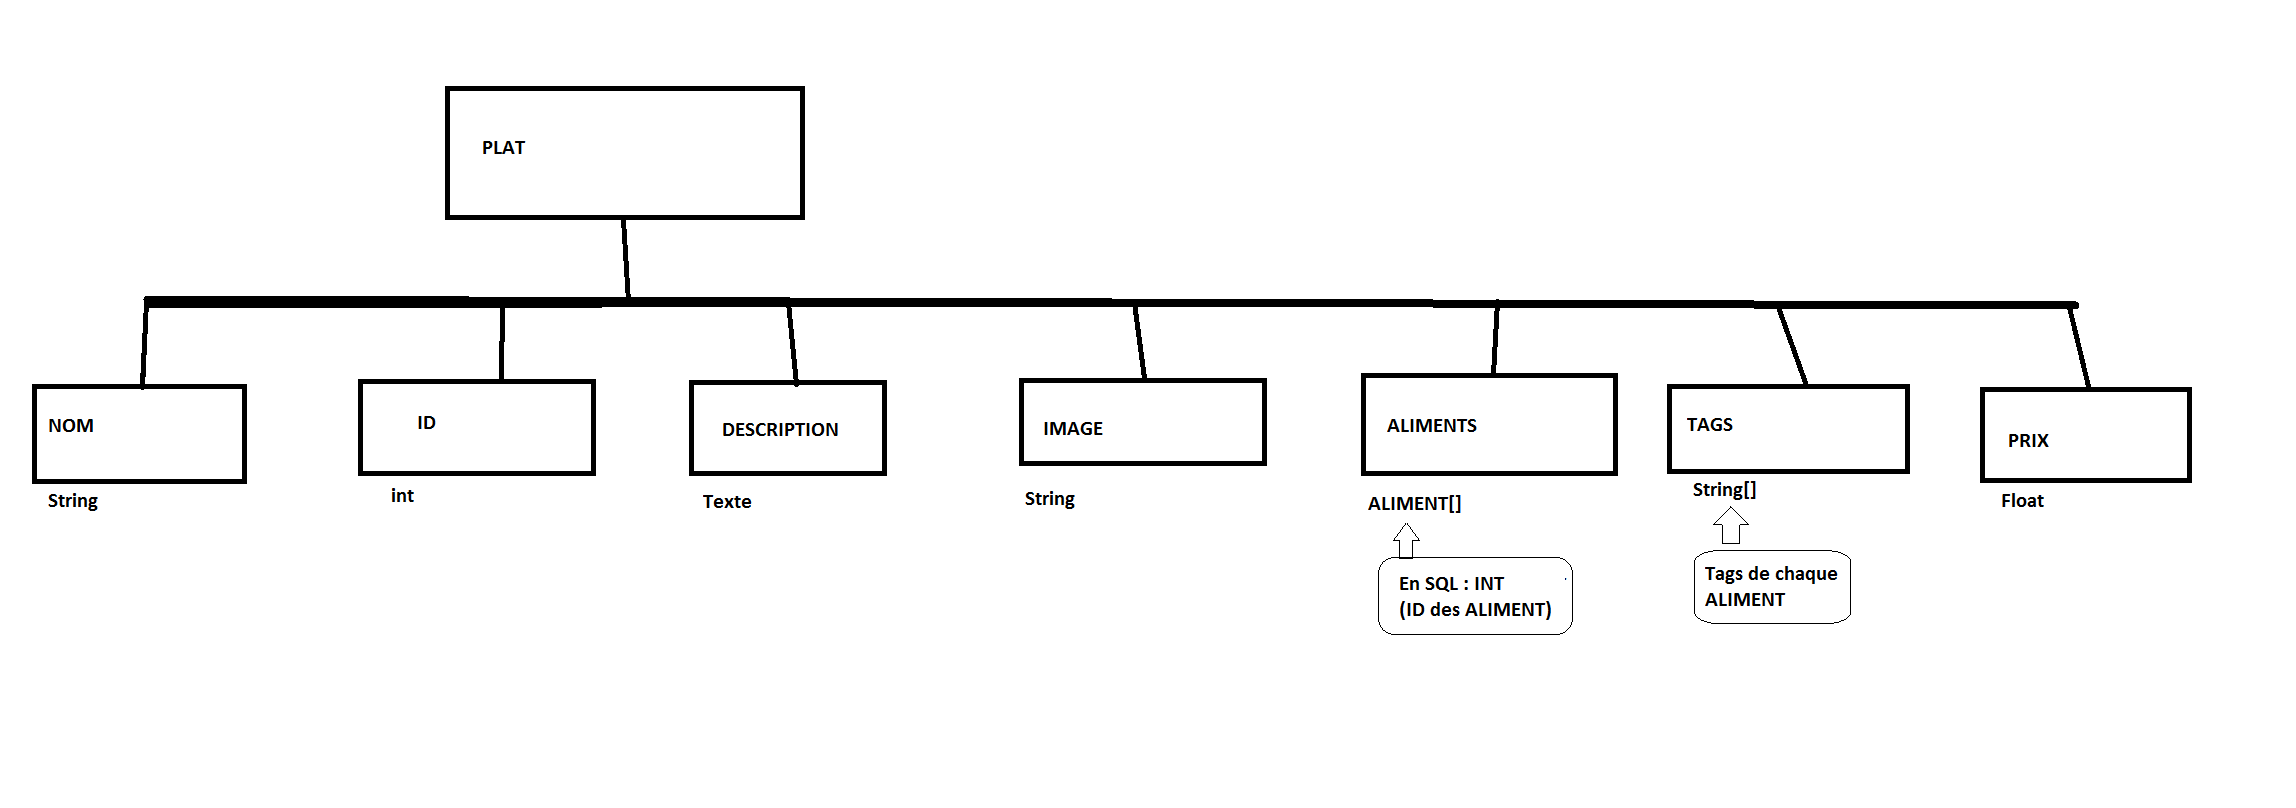 PLAT
NOM
ID
DESCRIPTION
IMAGE
ALIMENTS
TAGS
PRIX
String
int
Texte
String
ALIMENT[]
String[]
Float
En SQL : INT
(ID des ALIMENT)
Tags de chaque
ALIMENT